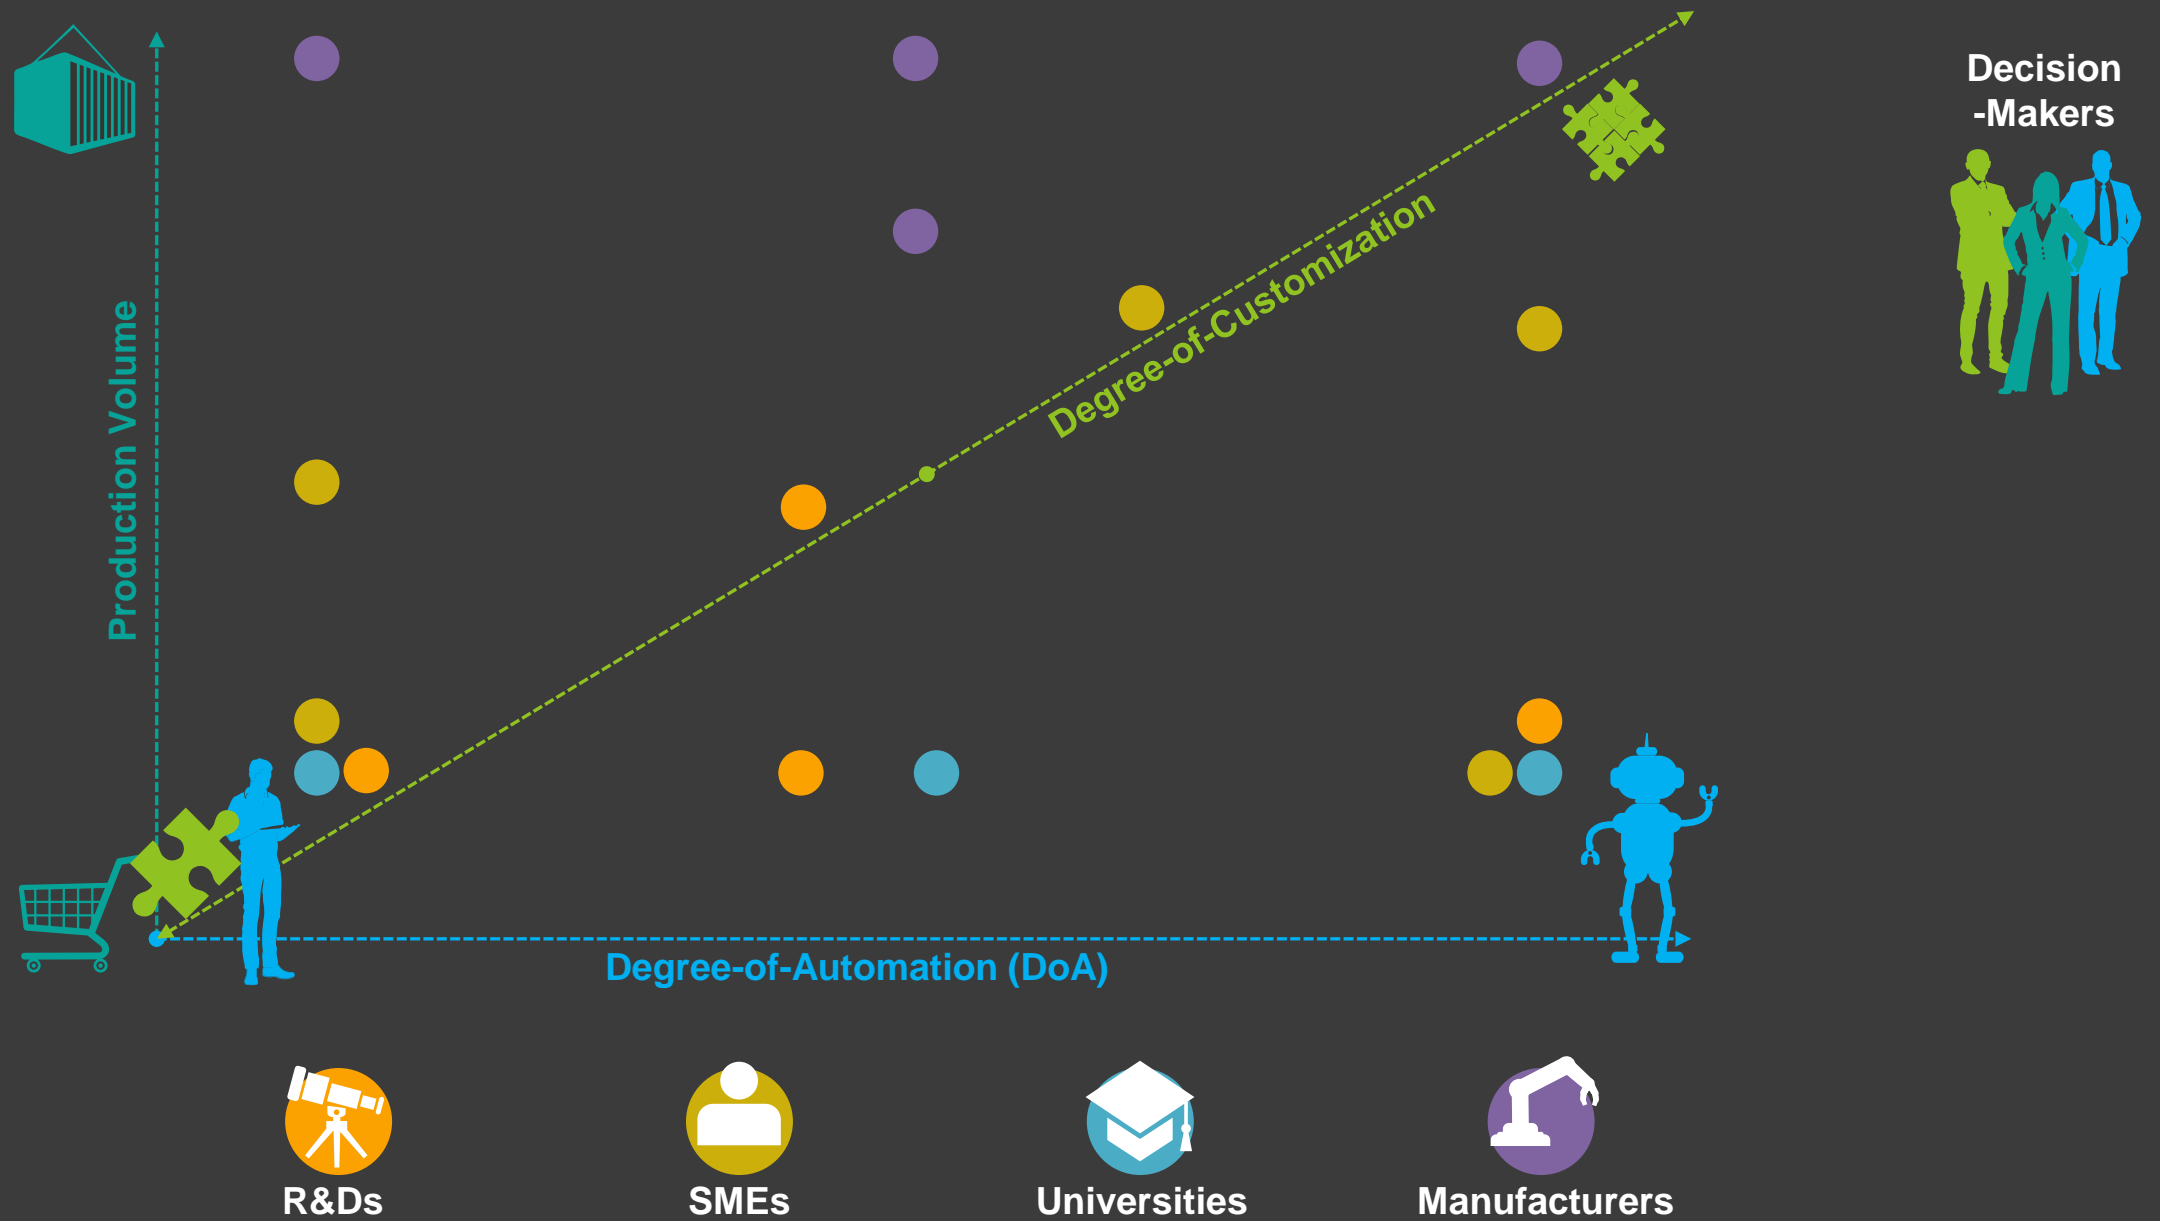 Decision
-Makers
Production Volume
Degree-of-Customization
Degree-of-Automation (DoA)
R&Ds
SMEs
Universities
Manufacturers